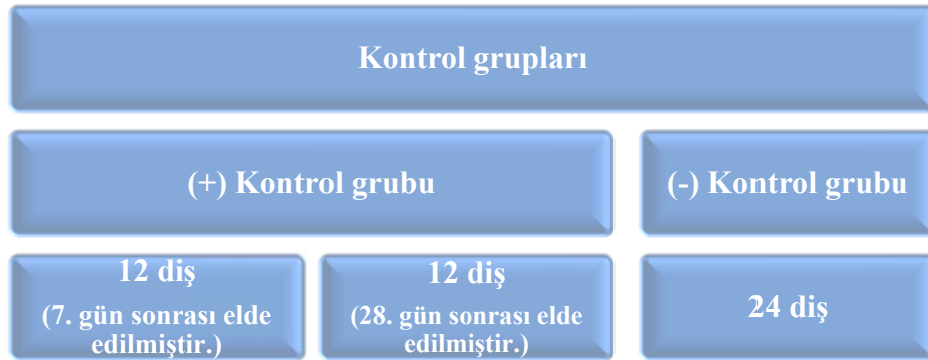 Kontrol grupları
(+) Kontrol grubu
(-) Kontrol grubu
12 diş
(7. gün sonrası elde
edilmiştir.)
12 diş
(28. gün sonrası elde
edilmiştir.)
24 diş